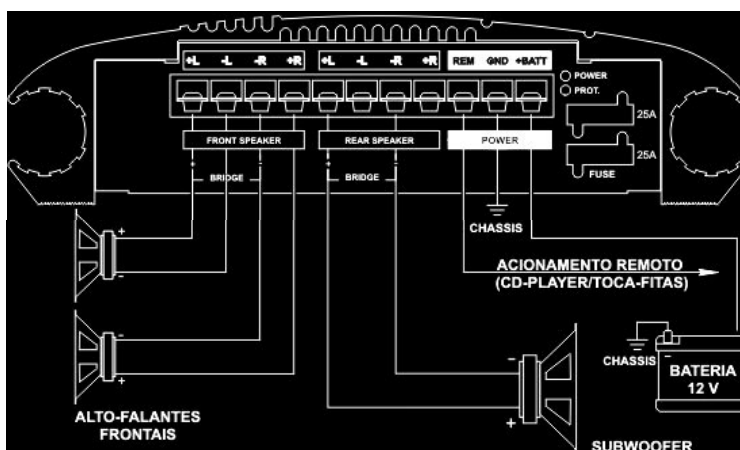 +L -L -R +R +L -L -R +R REM GND +BATT
POWER
PROT.
25A
FRONT SPEAKER REAR SPEAKER POWER
25A
FUSE
+ - + -
BRIDGE BRIDGE
CHASSIS
+
-
ACIONAMENTO REMOTO
(CD-PLAYER/TOCA-FITAS)
-
+
ALTO-FALANTES
FRONTAIS
-
+
CHASSIS
-
BATERIA
12 V
SUBWOOFER